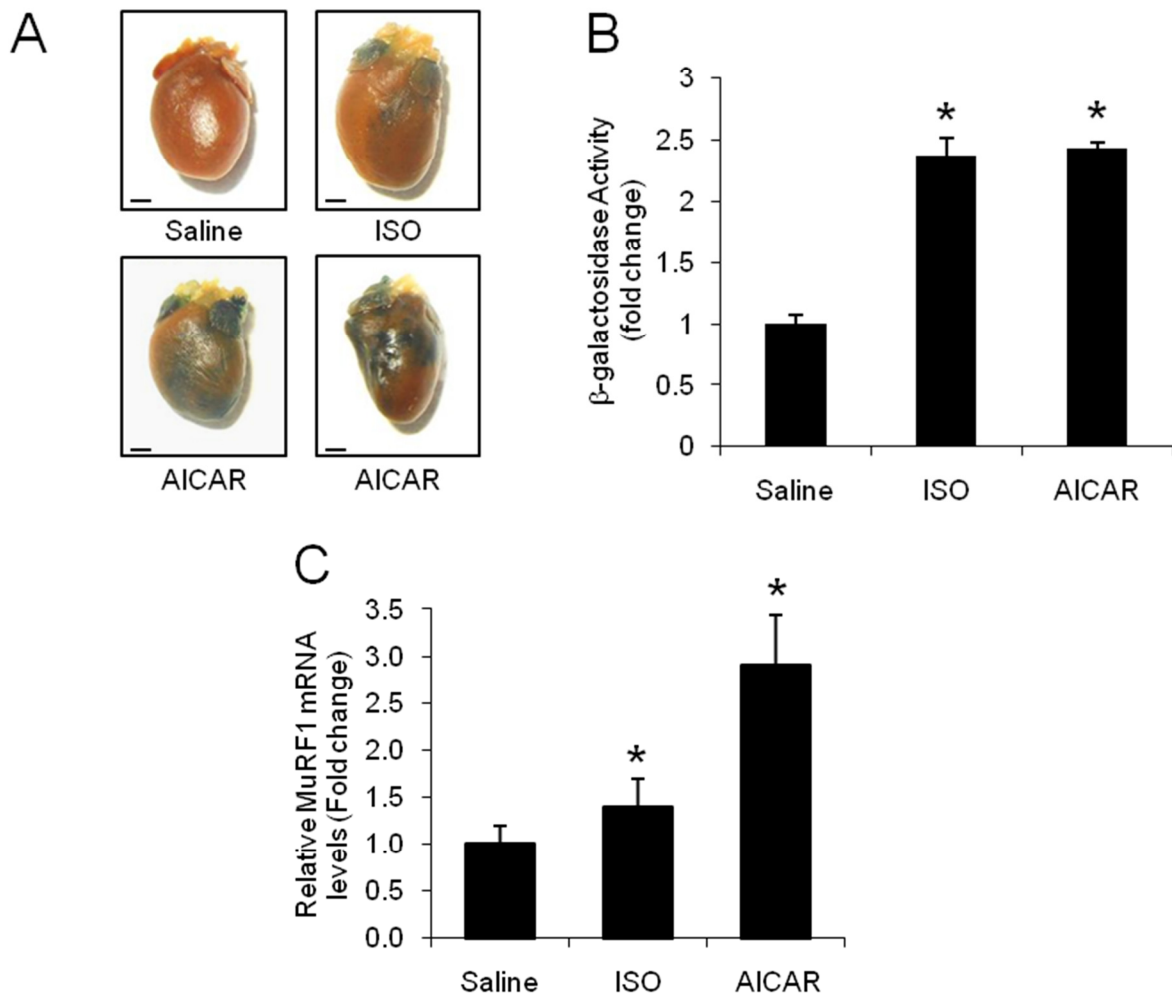 A
Saline
ISO
AICAR
AICAR
B
β-galactosidase Activity
(fold change)
3
2.5
2
1.5
1
0.5
0
*
*
Saline
ISO
AICAR
C
Relative MuRF1 mRNA
levels (Fold change)
3.5
3.0
2.5
2.0
1.5
1.0
0.5
0.0
*
*
Saline
ISO
AICAR